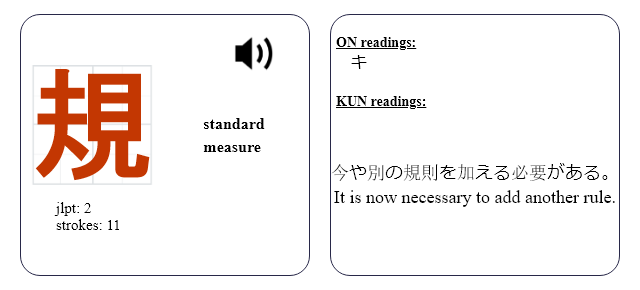 規
standard
measure
jlpt: 2
strokes: 11
ON readings:
キ
KUN readings:
今や別の規則を加える必要がある。
It is now necessary to add another rule.